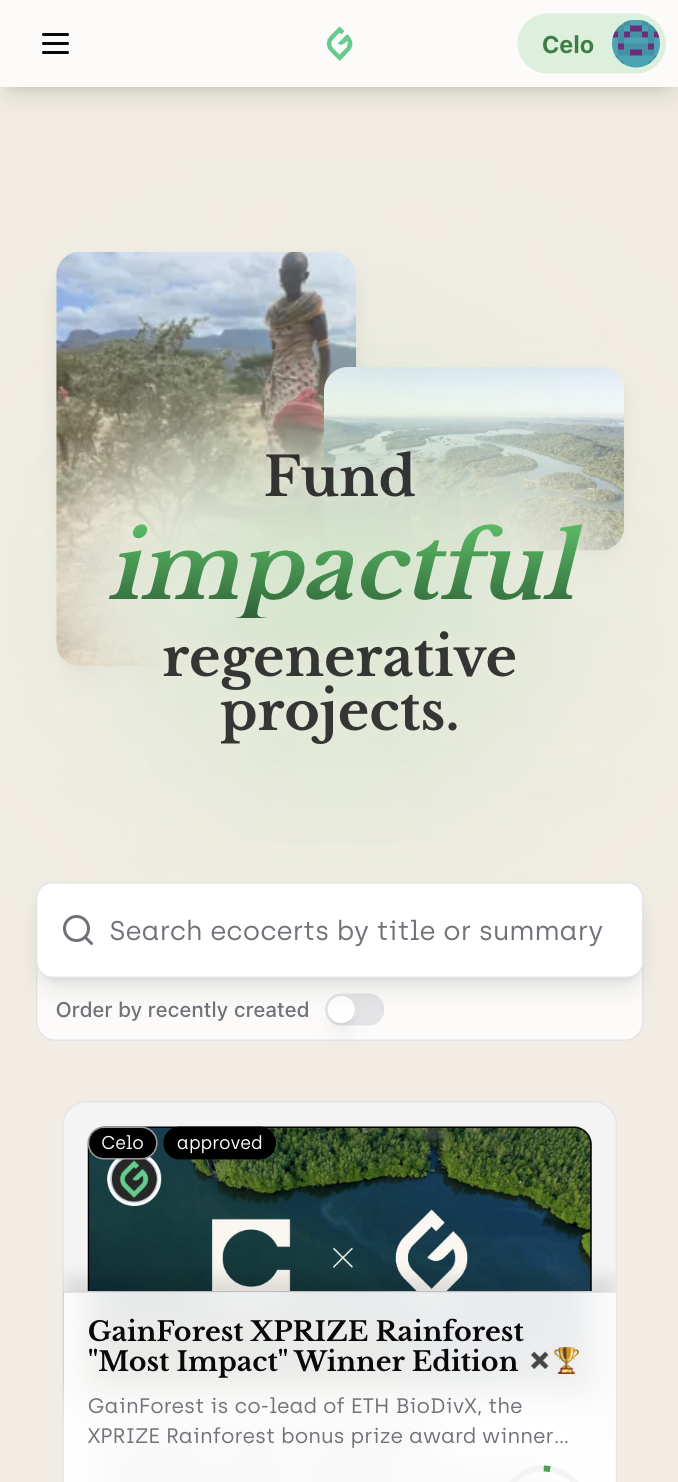 Celo
Fund
impactful
regenerative
projects.
Search ecocerts by title or summary
Order by recently created
Celo
approved
GainForest XPRIZE Rainforest
"Most Impact" Winner Edition ✖️🏆
GainForest is co-lead of ETH BioDivX, the
XPRIZE Rainforest bonus prize award winner...